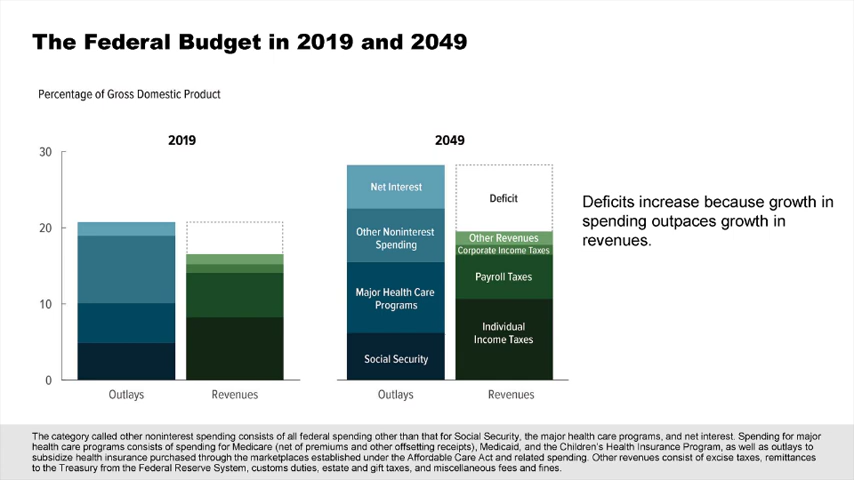 The Federal Budget in 2019 and 2049
Percentage of Gross Domestic Product
2019
2049
30
20
10
0
Net Interest
Other Noninterest
Spending
Major Health Care
Programs
Social Security
Deficit
Other Revenues
Corporate Income Taxes
Payroll Taxes
Individual
Income Taxes
Outlays
Revenues
Outlays
Revenues
Deficits increase because growth in
spending outpaces growth in
revenues.
The category called other noninterest spending consists of all federal spending other than that for Social Security, the major health care programs, and net interest. Spending for major
health care programs consists of spending for Medicare (net of premiums and other offsetting receipts), Medicaid, and the Children's Health Insurance Program, as well as outlays to
subsidize health insurance purchased through the marketplaces established under the Affordable Care Act and related spending. Other revenues consist of excise taxes, remittances
to the Treasury from the Federal Reserve System, customs duties, estate and gift taxes, and miscellaneous fees and fines.